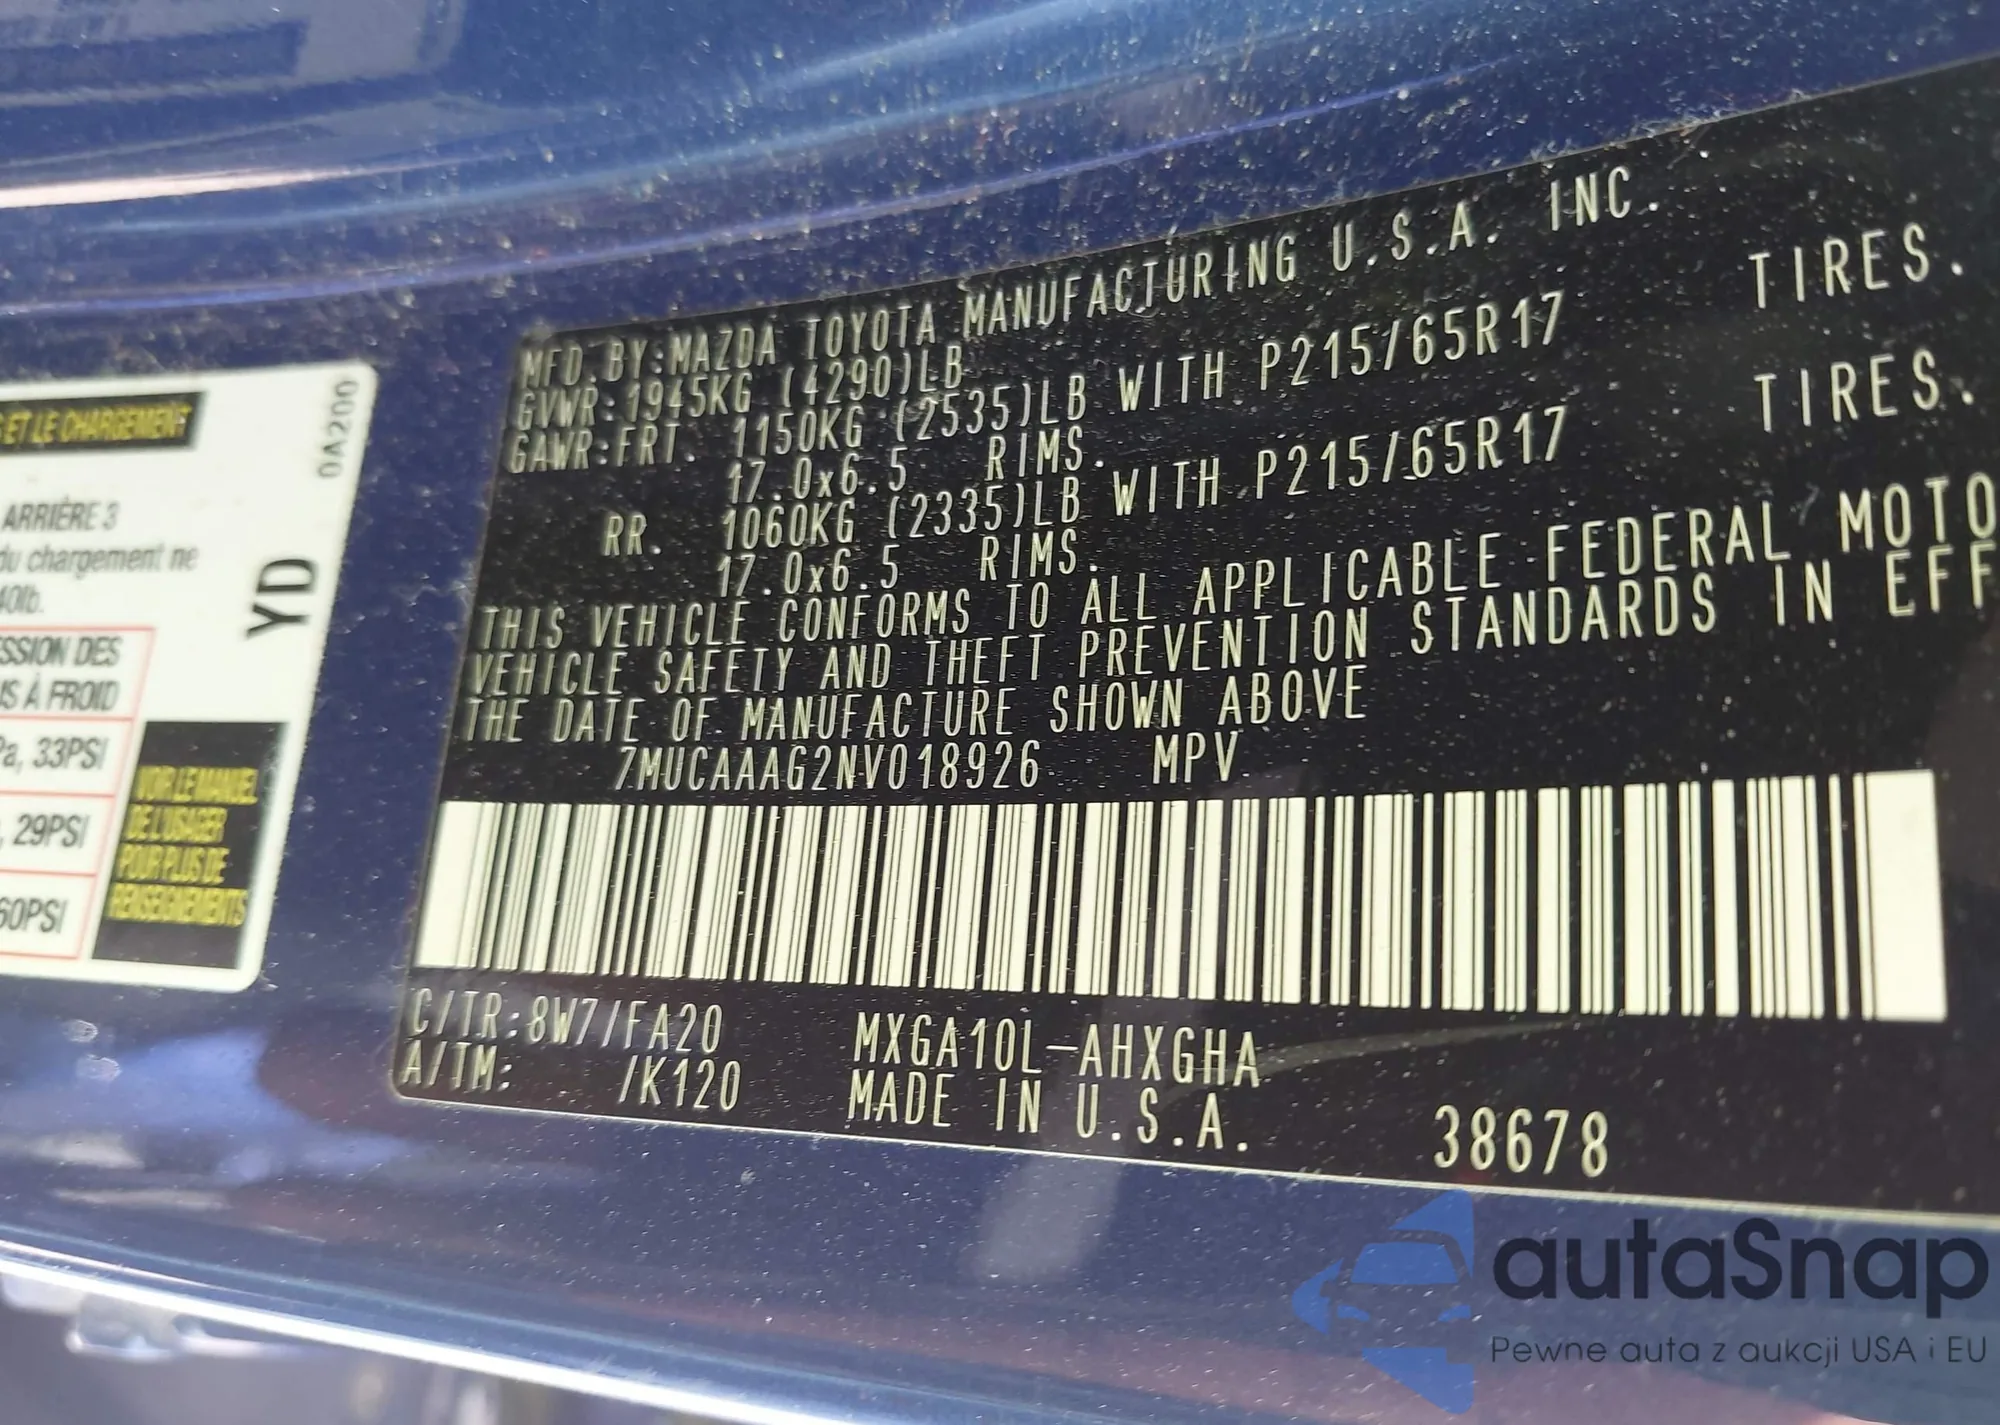 S ET LE CHARGEMENT
0A200
ARRIÈRE 3
du chargement ne
40lb.
YD
SSION DES
US À FROID
Pa, 33PSI
, 29PSI
60PSI
VOIR LE MANUEL
DE L'USAGER
POUR PLUS DE
RENSEIGNEMENTS
MFD. BY:MAZDA TOYOTA MANUFACTURING U.S.A. INC.
GVWR:1945KG (4290)LB
GAWR:FRT. 1150KG (2535)LB WITH P215/65R17 TIRES.
17.0x6.5 RIMS.
RR. 1060KG (2335)LB WITH P215/65R17 TIRES.
17.0x6.5 RIMS.
THIS VEHICLE CONFORMS TO ALL APPLICABLE FEDERAL MOTO
VEHICLE SAFETY AND THEFT PREVENTION STANDARDS IN EFF
THE DATE OF MANUFACTURE SHOWN ABOVE
7MUCAAAG2NV018926 MPV
C/TR:8W7/FA20 MXGA10L-AHXGHA
A/TM: /K120 MADE IN U.S.A. 38678
autaSnap
Pewne auta z aukcji USA i EU